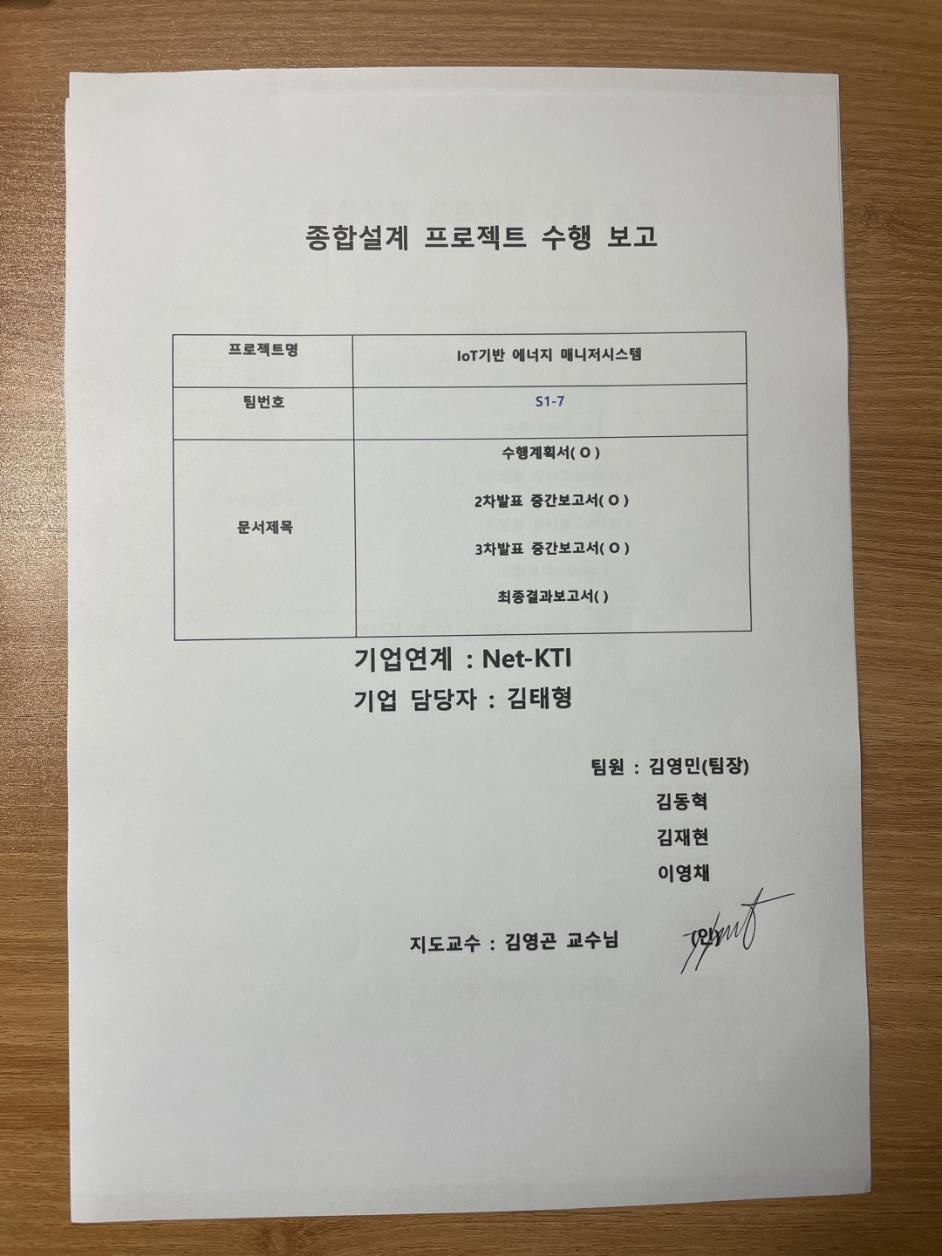 종합설계 프로젝트 수행 보고
프로젝트명
IoT기반 에너지 매니저시스템
팀번호
S1-7
문서제목
수행계획서( O )
2차발표 중간보고서( O )
3차발표 중간보고서( O )
최종결과보고서( )
기업연계 : Net-KTI
기업 담당자 : 김태형
팀원 : 김영민(팀장)
김동혁
김재현
이영채
지도교수 : 김영곤 교수님 (인)